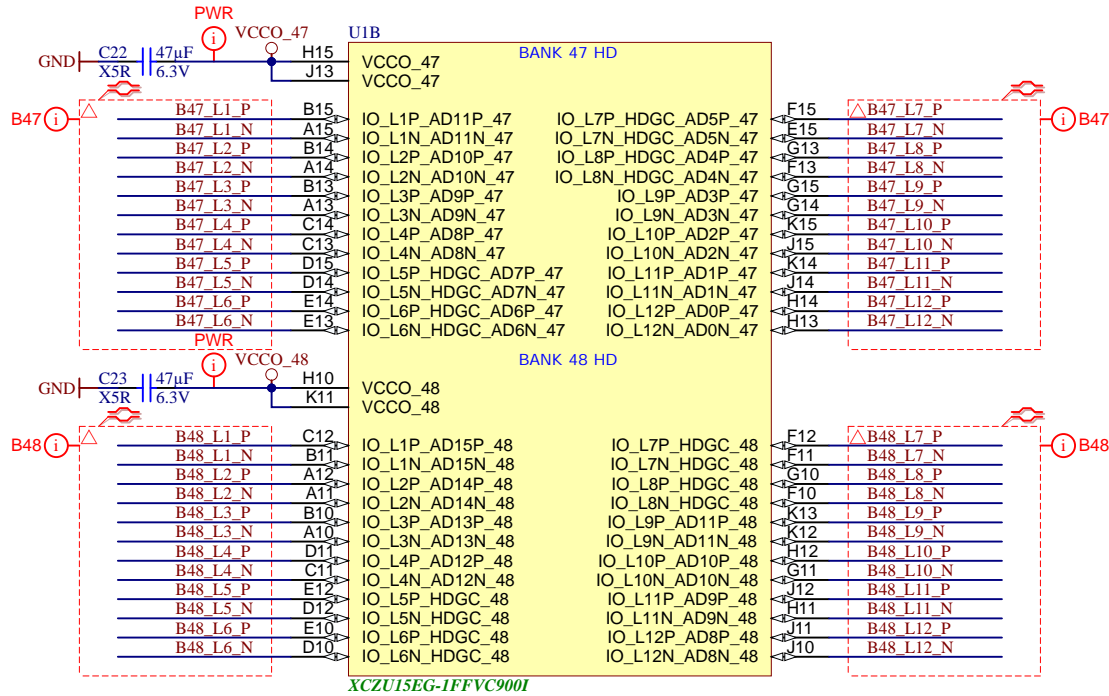 PWR
VCCO_47
U1B
BANK 47 HD
GND
C22
47µF
X5R
6.3V
H15
VCCO_47
J13
VCCO_47
B47
B47
B47_L1_P B15 IO_L1P_AD11P_47 IO_L7P_HDGC_AD5P_47 F15 B47_L7_P
B47_L1_N A15 IO_L1N_AD11N_47 IO_L7N_HDGC_AD5N_47 E15 B47_L7_N
B47_L2_P B14 IO_L2P_AD10P_47 IO_L8P_HDGC_AD4P_47 G13 B47_L8_P
B47_L2_N A14 IO_L2N_AD10N_47 IO_L8N_HDGC_AD4N_47 F13 B47_L8_N
B47_L3_P B13 IO_L3P_AD9P_47 IO_L9P_AD3P_47 G15 B47_L9_P
B47_L3_N A13 IO_L3N_AD9N_47 IO_L9N_AD3N_47 G14 B47_L9_N
B47_L4_P C14 IO_L4P_AD8P_47 IO_L10P_AD2P_47 K15 B47_L10_P
B47_L4_N C13 IO_L4N_AD8N_47 IO_L10N_AD2N_47 J15 B47_L10_N
B47_L5_P D15 IO_L5P_HDGC_AD7P_47 IO_L11P_AD1P_47 K14 B47_L11_P
B47_L5_N D14 IO_L5N_HDGC_AD7N_47 IO_L11N_AD1N_47 J14 B47_L11_N
B47_L6_P E14 IO_L6P_HDGC_AD6P_47 IO_L12P_AD0P_47 H14 B47_L12_P
B47_L6_N E13 IO_L6N_HDGC_AD6N_47 IO_L12N_AD0N_47 H13 B47_L12_N
PWR
VCCO_48
BANK 48 HD
GND
C23
47µF
X5R
6.3V
H10
VCCO_48
K11
VCCO_48
B48
B48
B48_L1_P C12 IO_L1P_AD15P_48 IO_L7P_HDGC_48 F12 B48_L7_P
B48_L1_N B11 IO_L1N_AD15N_48 IO_L7N_HDGC_48 F11 B48_L7_N
B48_L2_P A12 IO_L2P_AD14P_48 IO_L8P_HDGC_48 G10 B48_L8_P
B48_L2_N A11 IO_L2N_AD14N_48 IO_L8N_HDGC_48 F10 B48_L8_N
B48_L3_P B10 IO_L3P_AD13P_48 IO_L9P_AD11P_48 K13 B48_L9_P
B48_L3_N A10 IO_L3N_AD13N_48 IO_L9N_AD11N_48 K12 B48_L9_N
B48_L4_P D11 IO_L4P_AD12P_48 IO_L10P_AD10P_48 H12 B48_L10_P
B48_L4_N C11 IO_L4N_AD12N_48 IO_L10N_AD10N_48 G11 B48_L10_N
B48_L5_P E12 IO_L5P_HDGC_48 IO_L11P_AD9P_48 J12 B48_L11_P
B48_L5_N D12 IO_L5N_HDGC_48 IO_L11N_AD9N_48 H11 B48_L11_N
B48_L6_P E10 IO_L6P_HDGC_48 IO_L12P_AD8P_48 J11 B48_L12_P
B48_L6_N D10 IO_L6N_HDGC_48 IO_L12N_AD8N_48 J10 B48_L12_N
XCZU15EG-1FFVC900I